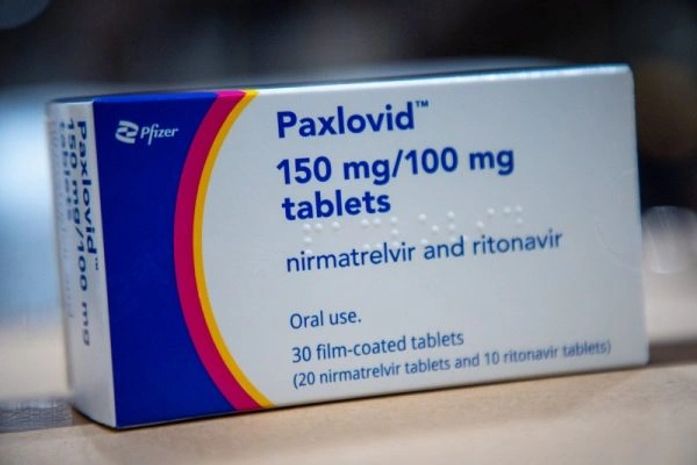 Pfizer
Paxlovid™
150 mg/100 mg
tablets
nirmatrelvir and ritonavir
Oral use.
30 film-coated tablets
(20 nirmatrelvir tablets and 10 ritonavir tablets)
Paxlovid™
150 mg/100 mg
tablets